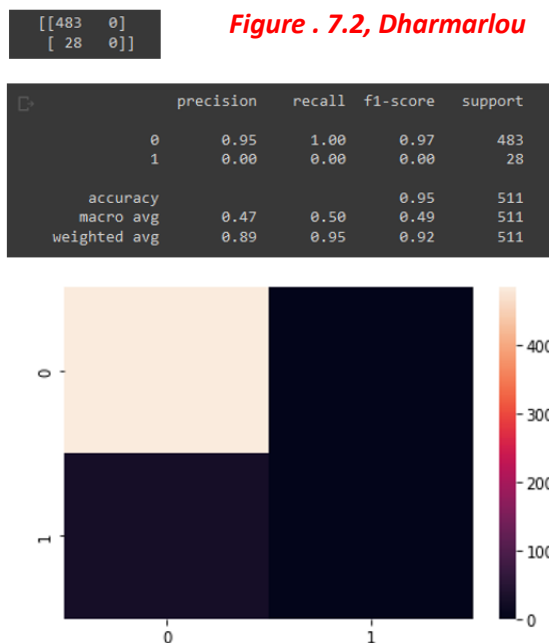 [[483 0]
[ 28 0]]
Figure . 7.2, Dharmarlou
precision recall f1-score support
0 0.95 1.00 0.97 483
1 0.00 0.00 0.00 28
accuracy 0.95 511
macro avg 0.47 0.50 0.49 511
weighted avg 0.89 0.95 0.92 511
0
1
0 1
400
300
200
100
0